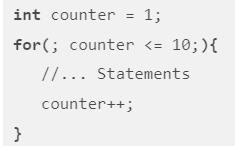 int counter = 1;
for(; counter <= 10;){
    //... Statements
    counter++;
}